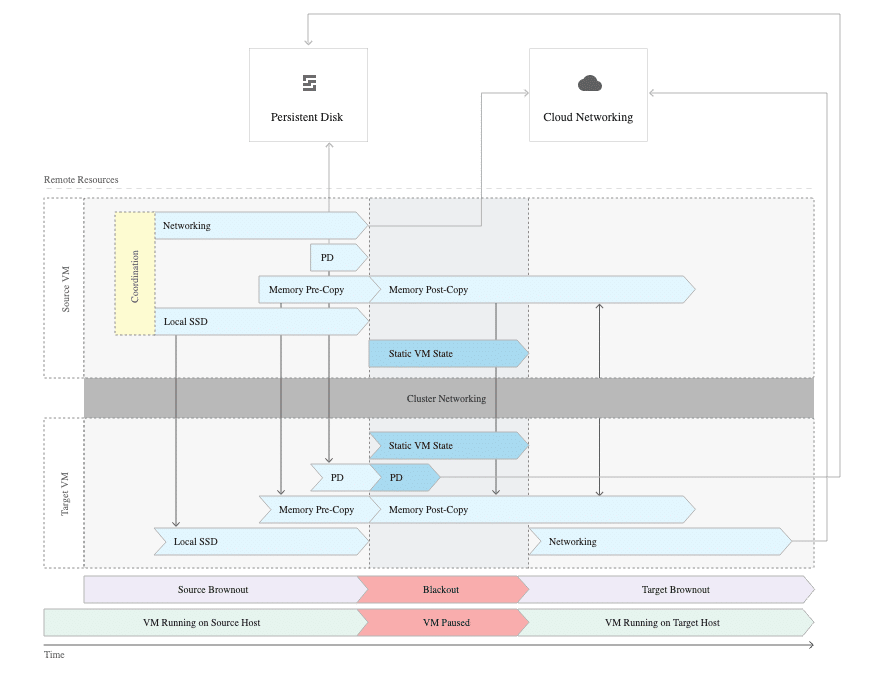 Persistent Disk
Cloud Networking
Remote Resources
Source VM
Coordination
Networking
PD
Memory Pre-Copy
Memory Post-Copy
Local SSD
Static VM State
Cluster Networking
Target VM
Static VM State
PD
PD
Memory Pre-Copy
Memory Post-Copy
Local SSD
Networking
Source Brownout
Blackout
Target Brownout
VM Running on Source Host
VM Paused
VM Running on Target Host
Time